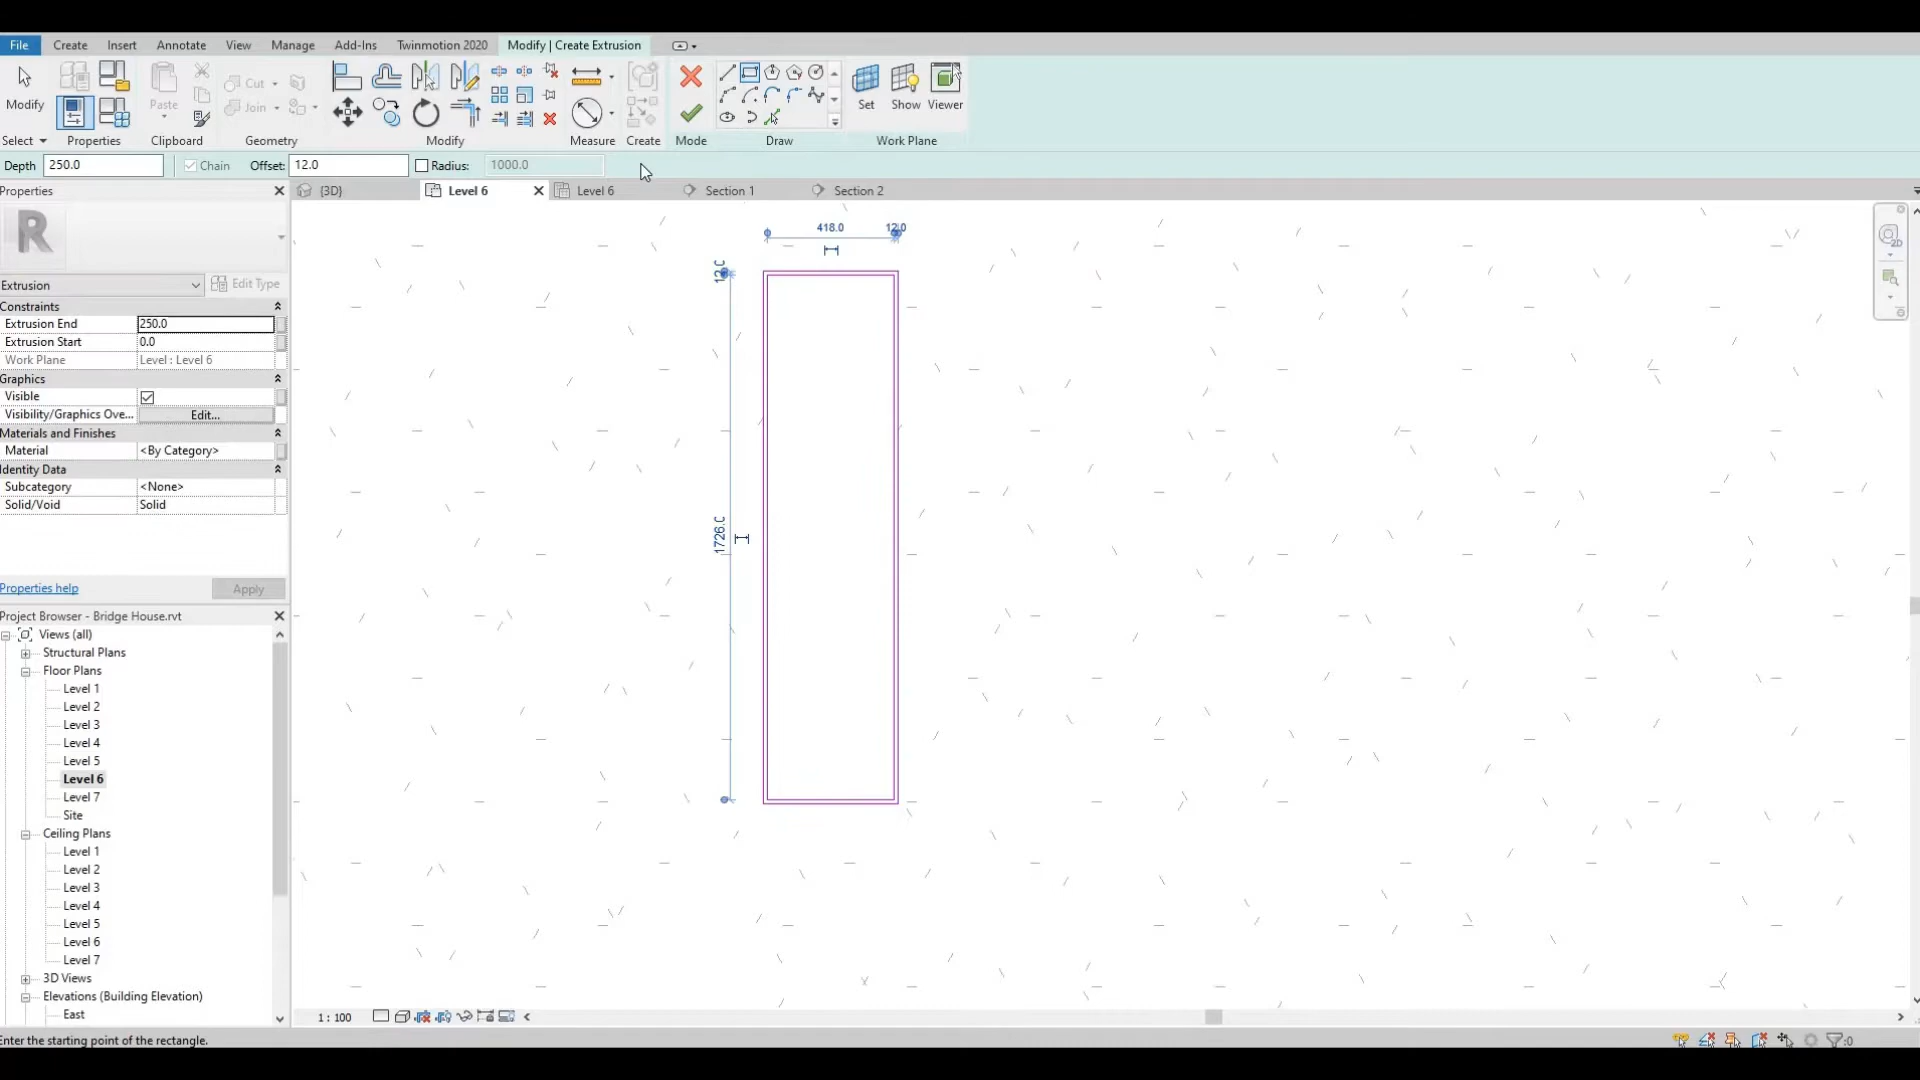 File Create Insert Annotate View Manage Add-Ins Twinmotion 2020 Modify | Create Extrusion
Modify Paste Cut Join Set Show Viewer
Select Properties Clipboard Geometry Modify Measure Create Mode Draw Work Plane
Depth 250.0 Chain Offset: 12.0 Radius: 1000.0
Properties {3D} Level 6 Level 6 Section 1 Section 2
R
418.0 12.0
Extrusion Edit Type
Constraints
Extrusion End 250.0
Extrusion Start 0.0
Work Plane Level : Level 6
Graphics
Visible
Visibility/Graphics Ove... Edit...
Materials and Finishes
Material <By Category>
Identity Data
Subcategory <None>
Solid/Void Solid
1726.0
Properties help Apply
Project Browser - Bridge House.rvt
Views (all)
Structural Plans
Floor Plans
Level 1
Level 2
Level 3
Level 4
Level 5
Level 6
Level 7
Site
Ceiling Plans
Level 1
Level 2
Level 3
Level 4
Level 5
Level 6
Level 7
3D Views
Elevations (Building Elevation)
East
1 : 100
Enter the starting point of the rectangle. :0